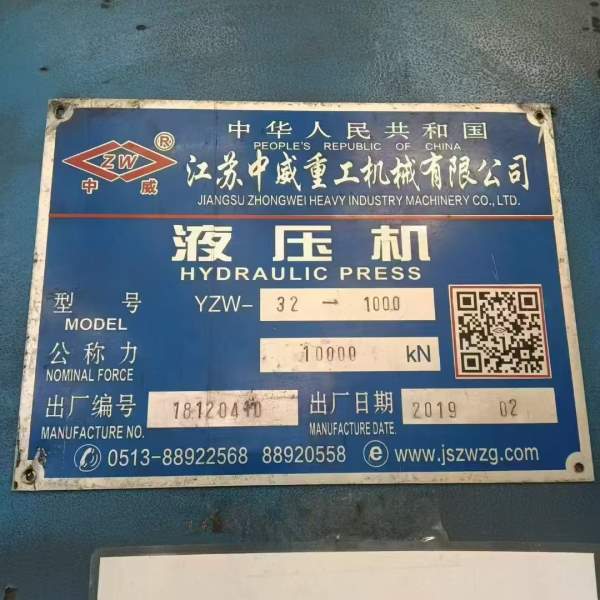 中华人民共和国
PEOPLE'S REPUBLIC OF CHINA
ZW ®
中 威
江苏中威重工机械有限公司
JIANGSU ZHONGWEI HEAVY INDUSTRY MACHINERY CO., LTD.
液压机
HYDRAULIC PRESS
型 号 YZW- 32 — 1000
MODEL
公称力 10000 kN
NOMINAL FORCE
出厂编号 出厂日期 2019 02
MANUFACTURE NO. MANUFACTURE DATE.
0513-88922568 88920558 e www.jszwzg.com